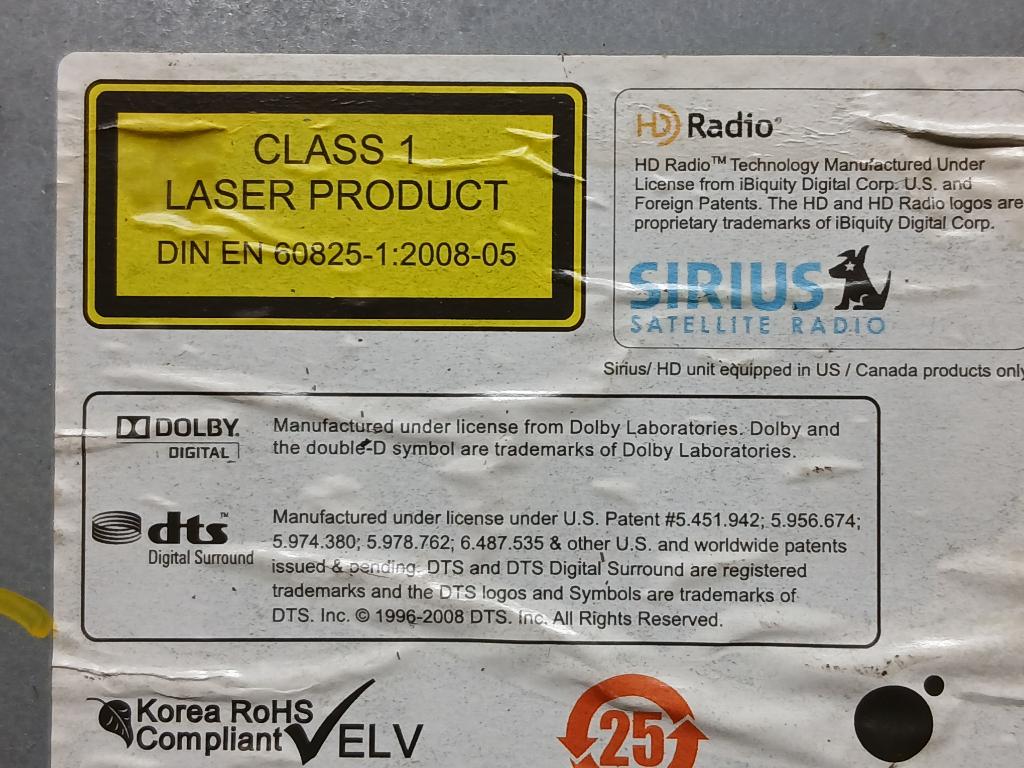 CLASS 1
LASER PRODUCT
DIN EN 60825-1:2008-05
HD Radio®
HD Radio™ Technology Manufactured Under
License from iBiquity Digital Corp. U.S. and
Foreign Patents. The HD and HD Radio logos are
proprietary trademarks of iBiquity Digital Corp.
SIRIUS
SATELLITE RADIO
Sirius/ HD unit equipped in US / Canada products only
DOLBY.
DIGITAL
Manufactured under license from Dolby Laboratories. Dolby and
the double-D symbol are trademarks of Dolby Laboratories.
dts™
Digital Surround
Manufactured under license under U.S. Patent #5.451.942; 5.956.674;
5.974.380; 5.978.762; 6.487.535 & other U.S. and worldwide patents
issued & pending. DTS and DTS Digital Surround are registered
trademarks and the DTS logos and Symbols are trademarks of
DTS. Inc. © 1996-2008 DTS. Inc. All Rights Reserved.
Korea RoHS
Compliant
ELV
25